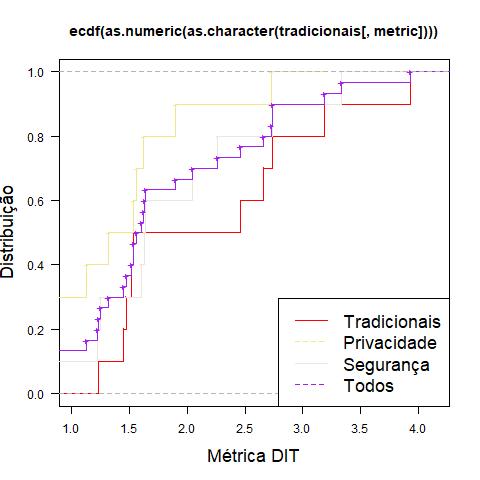 ecdf(as.numeric(as.character(tradicionais[, metric])))
1.0
0.8
0.6
0.4
0.2
0.0
Distribuição
Tradicionais
Privacidade
Segurança
Todos
1.0 1.5 2.0 2.5 3.0 3.5 4.0
Métrica DIT